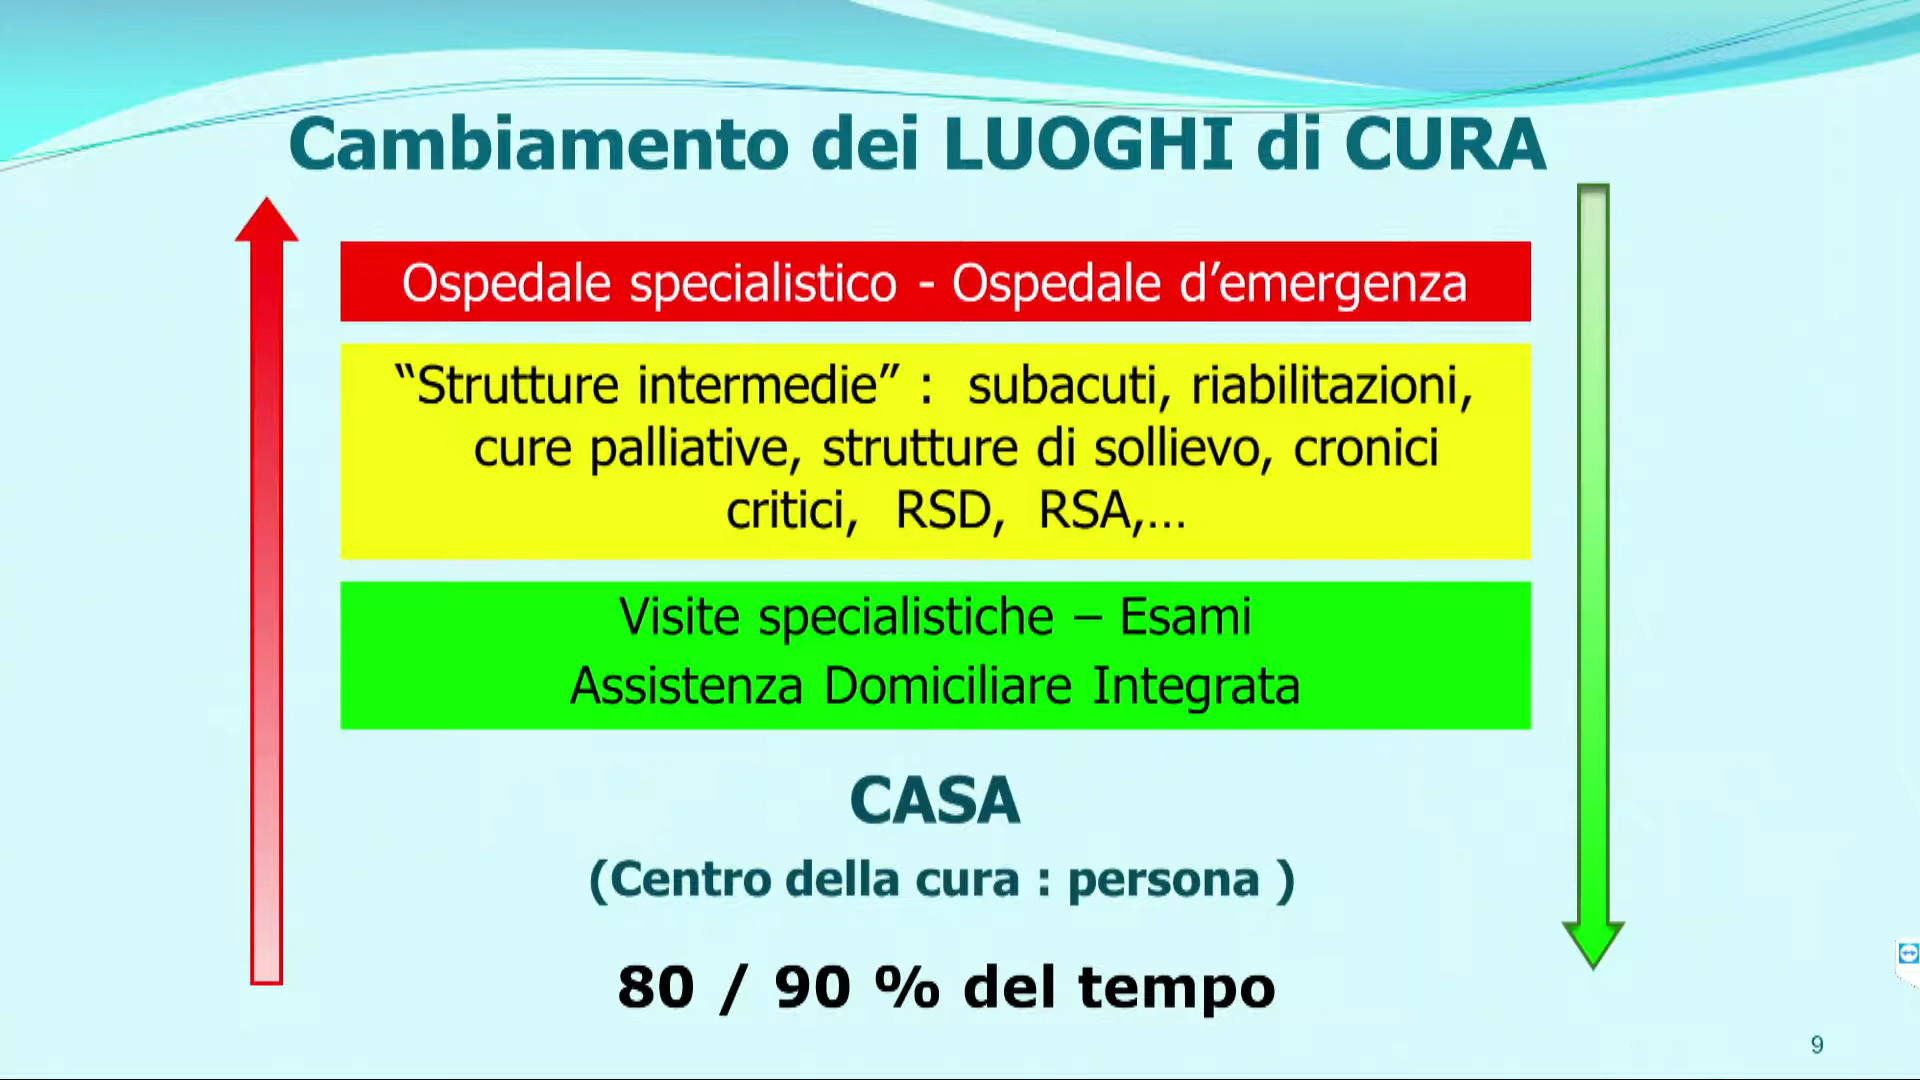 Cambiamento dei LUOGHI di CURA
Ospedale specialistico - Ospedale d’emergenza
“Strutture intermedie” : subacuti, riabilitazioni,
cure palliative, strutture di sollievo, cronici
critici, RSD, RSA,...
Visite specialistiche – Esami
Assistenza Domiciliare Integrata
CASA
(Centro della cura : persona )
80 / 90 % del tempo
9